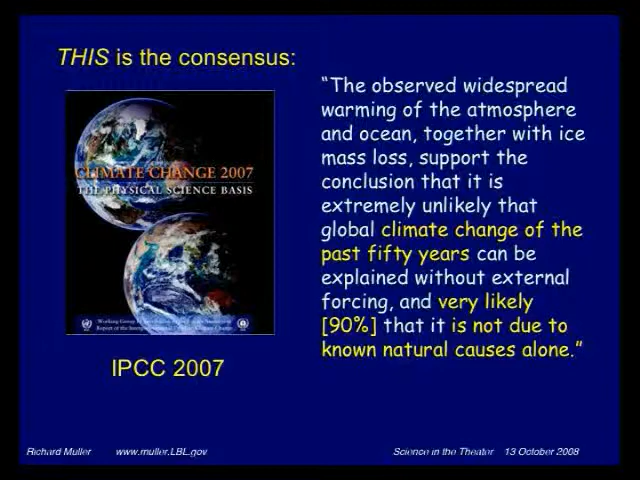 THIS is the consensus:
"The observed widespread
warming of the atmosphere
and ocean, together with ice
mass loss, support the
conclusion that it is
extremely unlikely that
global climate change of the
past fifty years can be
explained without external
forcing, and very likely
[90%] that it is not due to
known natural causes alone."
CLIMATE CHANGE 2007
THE PHYSICAL SCIENCE BASIS
IPCC 2007
Richard Muller www.muller.LBL.gov Science in the Theater 13 October 2008